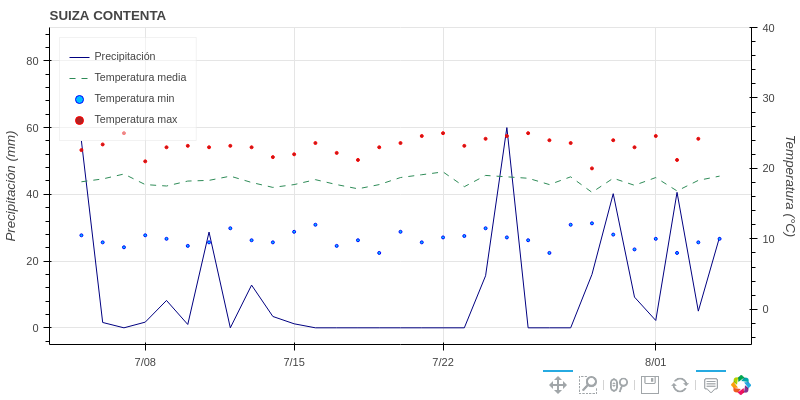 SUIZA CONTENTA
Precipitación
Temperatura media
Temperatura min
Temperatura max
Precipitación (mm)
80
60
40
20
0
Temperatura (°C)
40
30
20
10
0
7/08
7/15
7/22
8/01